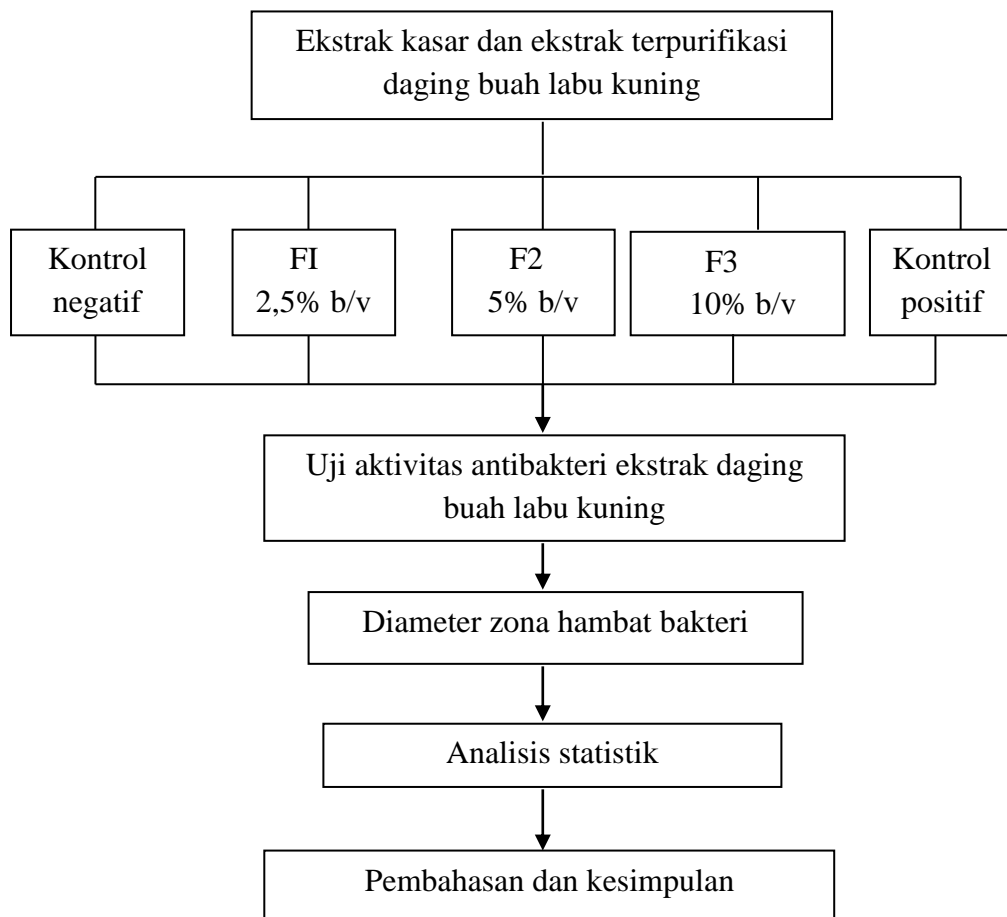 Ekstrak kasar dan ekstrak terpurifikasi
daging buah labu kuning
Kontrol
negatif
FI
2,5% b/v
F2
5% b/v
F3
10% b/v
Kontrol
positif
Uji aktivitas antibakteri ekstrak daging
buah labu kuning
Diameter zona hambat bakteri
Analisis statistik
Pembahasan dan kesimpulan